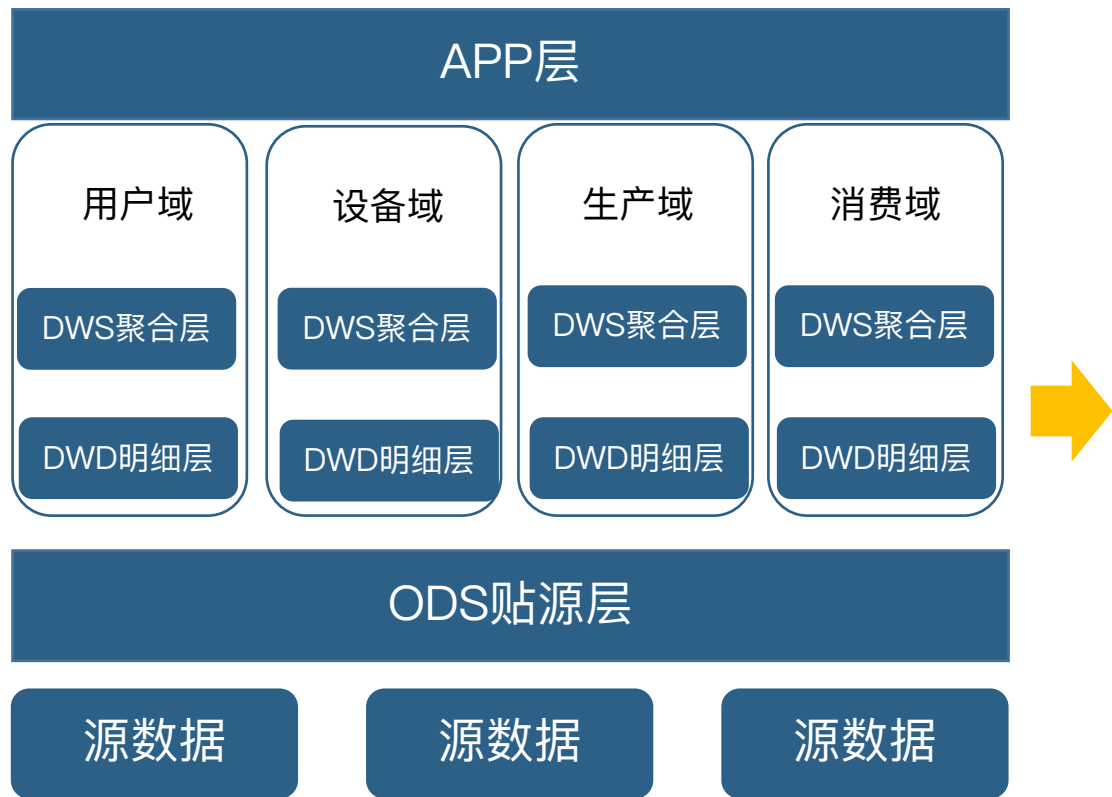 APP层
用户域
设备域
生产域
消费域
DWS聚合层
DWS聚合层
DWS聚合层
DWS聚合层
DWD明细层
DWD明细层
DWD明细层
DWD明细层
ODS贴源层
源数据
源数据
源数据